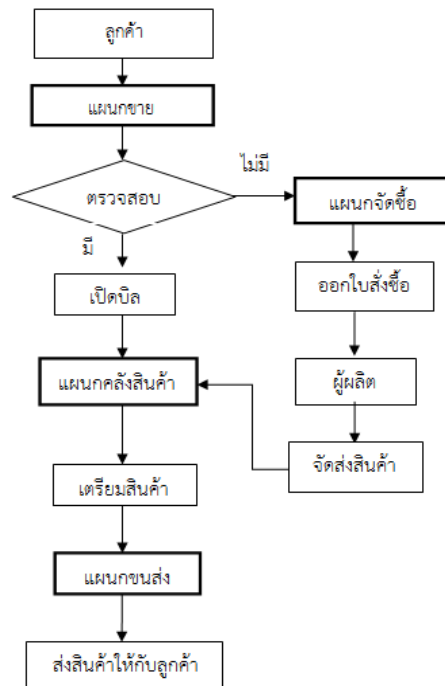 ลูกค้า
แผนกขาย
ไม่มี
ตรวจสอบ
แผนกจัดซื้อ
มี
ออกใบสั่งซื้อ
เปิดบิล
ผู้ผลิต
แผนกคลังสินค้า
จัดส่งสินค้า
เตรียมสินค้า
แผนกขนส่ง
ส่งสินค้าให้กับลูกค้า